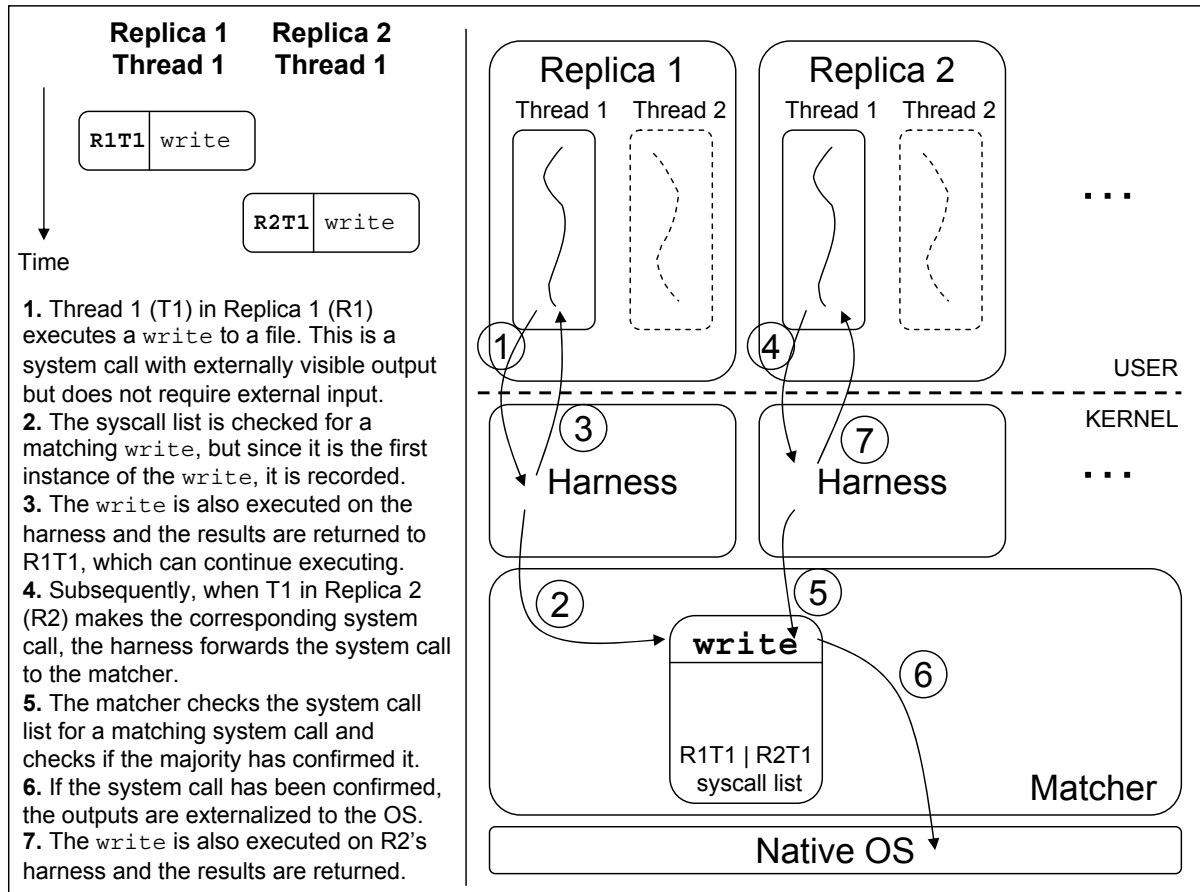 Replica 1 Replica 2
Thread 1 Thread 1
R1T1 write
R2T1 write
Time
1. Thread 1 (T1) in Replica 1 (R1)
executes a write to a file. This is a
system call with externally visible output
but does not require external input.
2. The syscall list is checked for a
matching write, but since it is the first
instance of the write, it is recorded.
3. The write is also executed on the
harness and the results are returned to
R1T1, which can continue executing.
4. Subsequently, when T1 in Replica 2
(R2) makes the corresponding system
call, the harness forwards the system call
to the matcher.
5. The matcher checks the system call
list for a matching system call and
checks if the majority has confirmed it.
6. If the system call has been confirmed,
the outputs are externalized to the OS.
7. The write is also executed on R2's
harness and the results are returned.
Replica 1 Replica 2
Thread 1 Thread 2 Thread 1 Thread 2
...
1 4
USER
KERNEL
3 7
Harness Harness ...
2 5
write
6
R1T1 | R2T1
syscall list
Matcher
Native OS